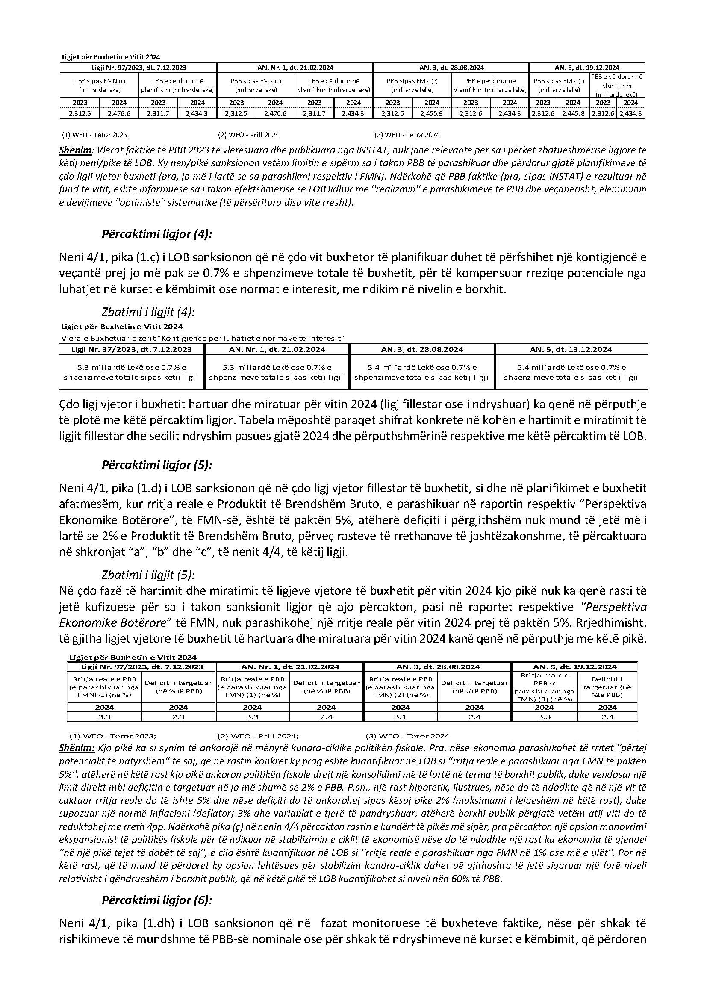 Ligjet për Buxhetin e Vitit 2024
Ligji Nr. 97/2023, dt. 7.12.2023 AN. Nr. 1, dt. 21.02.2024 AN. 3, dt. 28.08.2024 AN. 5, dt. 19.12.2024
PBB sipas FMN (1) (miliardë lekë) PBB e përdorur në planifikim (miliardë lekë) PBB sipas FMN (1) (miliardë lekë) PBB e përdorur në planifikim (miliardë lekë) PBB sipas FMN (2) (miliardë lekë) PBB e përdorur në planifikim (miliardë lekë) PBB sipas FMN (3) (miliardë lekë) PBB e përdorur në planifikim (miliardë lekë)
2023 2024 2023 2024 2023 2024 2023 2024 2023 2024 2023 2024 2023 2024 2023 2024
2,312.5 2,476.6 2,311.7 2,434.3 2,312.5 2,476.6 2,311.7 2,434.3 2,312.6 2,455.9 2,312.6 2,434.3 2,312.6 2,445.8 2,312.6 2,434.3
(1) WEO - Tetor 2023; (2) WEO - Prill 2024; (3) WEO - Tetor 2024
Shënim: Vlerat faktike të PBB 2023 të vlerësuara dhe publikuara nga INSTAT, nuk janë relevante për sa i përket zbatueshmërisë ligjore të
këtij neni/pike të LOB. Ky nen/pikë sanksionon vetëm limitin e sipërm sa i takon PBB të parashikuar dhe përdorur gjatë planifikimeve të
çdo ligji vjetor buxheti (pra, jo më i lartë se sa parashikmi respektiv i FMN). Ndërkohë që PBB faktike (pra, sipas INSTAT) e rezultuar në
fund të vitit, është informuese sa i takon efektshmërisë së LOB lidhur me "realizmin" e parashikimeve të PBB dhe veçanërisht, elemiminin
e devijimeve "optimiste" sistematike (të përsëritura disa vite rresht).
Përcaktimi ligjor (4):
Neni 4/1, pika (1.ç) i LOB sanksionon që në çdo vit buxhetor të planifikuar duhet të përfshihet një kontigjencë e
veçantë prej jo më pak se 0.7% e shpenzimeve totale të buxhetit, për të kompensuar rreziqe potenciale nga
luhatjet në kurset e këmbimit ose normat e interesit, me ndikim në nivelin e borxhit.
Zbatimi i ligjit (4):
Ligjet për Buxhetin e Vitit 2024
Vlera e Buxhetuar e zërit "Kontigjencë për luhatjet e normave të interesit"
Ligji Nr. 97/2023, dt. 7.12.2023 AN. Nr. 1, dt. 21.02.2024 AN. 3, dt. 28.08.2024 AN. 5, dt. 19.12.2024
5.3 miliardë Lekë ose 0.7% e 5.3 miliardë Lekë ose 0.7% e 5.4 miliardë Lekë ose 0.7% e 5.4 miliardë Lekë ose 0.7% e
shpenzimeve totale sipas këtij ligji shpenzimeve totale sipas këtij ligji shpenzimeve totale sipas këtij ligji shpenzimeve totale sipas këtij ligji
Çdo ligj vjetor i buxhetit hartuar dhe miratuar për vitin 2024 (ligj fillestar ose i ndryshuar) ka qenë në përputhje
të plotë me këtë përcaktim ligjor. Tabela mëposhtë paraqet shifrat konkrete në kohën e hartimit e miratimit të
ligjit fillestar dhe secilit ndryshim pasues gjatë 2024 dhe përputhshmërinë respektive me këtë përcaktim të LOB.
Përcaktimi ligjor (5):
Neni 4/1, pika (1.d) i LOB sanksionon që në çdo ligj vjetor fillestar të buxhetit, si dhe në planifikimet e buxhetit
afatmesëm, kur rritja reale e Produktit të Brendshëm Bruto, e parashikuar në raportin respektiv “Perspektiva
Ekonomike Botërore”, të FMN-së, është të paktën 5%, atëherë defiçiti i përgjithshëm nuk mund të jetë më i
lartë se 2% e Produktit të Brendshëm Bruto, përveç rasteve të rrethanave të jashtëzakonshme, të përcaktuara
në shkronjat “a”, “b” dhe “c”, të nenit 4/4, të këtij ligji.
Zbatimi i ligjit (5):
Në çdo fazë të hartimit dhe miratimit të ligjeve vjetore të buxhetit për vitin 2024 kjo pikë nuk ka qenë rasti të
jetë kufizuese për sa i takon sanksionit ligjor që ajo përcakton, pasi në raportet respektive "Perspektiva
Ekonomike Botërore” të FMN, nuk parashikohej një rritje reale për vitin 2024 prej të paktën 5%. Rrjedhimisht,
të gjitha ligjet vjetore të buxhetit të hartuara dhe miratuara për vitin 2024 kanë qenë në përputhje me këtë pikë.
Ligjet për Buxhetin e Vitit 2024
Ligji Nr. 97/2023, dt. 7.12.2023 AN. Nr. 1, dt. 21.02.2024 AN. 3, dt. 28.08.2024 AN. 5, dt. 19.12.2024
Rritja reale e PBB (e parashikuar nga FMN) (1) (në %) Deficiti i targetuar (në % të PBB) Rritja reale e PBB (e parashikuar nga FMN) (1) (në %) Deficiti i targetuar (në % të PBB) Rritja reale e PBB (e parashikuar nga FMN) (2) (në %) Deficiti i targetuar (në %të PBB) Rritja reale e PBB (e parashikuar nga FMN) (3) (në %) Deficiti i targetuar (në %të PBB)
2024 2024 2024 2024 2024 2024 2024 2024
3.3 2.3 3.3 2.4 3.1 2.4 3.3 2.4
(1) WEO - Tetor 2023; (2) WEO - Prill 2024; (3) WEO - Tetor 2024
Shënim: Kjo pikë ka si synim të ankorojë në mënyrë kundra-ciklike politikën fiskale. Pra, nëse ekonomia parashikohet të rritet "përtej
potencialit të natyrshëm" të saj, që në rastin konkret ky prag është kuantifikuar në LOB si "rritja reale e parashikuar nga FMN të paktën
5%", atëherë në këtë rast kjo pikë ankoron politikën fiskale drejt një konsolidimi më të lartë në terma të borxhit publik, duke vendosur një
limit direkt mbi defiçitin e targetuar në jo më shumë se 2% e PBB. P.sh., një rast hipotetik, ilustrues, nëse do të ndodhte që në një vit të
caktuar rritja reale do të ishte 5% dhe nëse defiçiti do të ankorohej sipas kësaj pike 2% (maksimumi i lejueshëm në këtë rast), duke
supozuar një normë inflacioni (deflator) 3% dhe variablat e tjerë të pandryshuar, atëherë borxhi publik përgjatë vetëm atij viti do të
reduktohej me rreth 4pp. Ndërkohë pika (ç) në nenin 4/4 përcakton rastin e kundërt të pikës më sipër, pra përcakton një opsion manovrimi
ekspansionist të politikës fiskale për të ndikuar në stabilizimin e ciklit të ekonomisë nëse do të ndodhte një rast ku ekonomia të gjendej
"në një pikë tejet të dobët të saj", e cila është kuantifikuar në LOB si "rritje reale e parashikuar nga FMN në 1% ose më e ulët". Por në
këtë rast, që të mund të përdoret ky opsion lehtësues për stabilizim kundra-ciklik duhet që gjithashtu të jetë siguruar një farë niveli
relativisht i qëndrueshëm i borxhit publik, që në këtë pikë të LOB kuantifikohet si niveli nën 60% të PBB.
Përcaktimi ligjor (6):
Neni 4/1, pika (1.dh) i LOB sanksionon që në fazat monitoruese të buxheteve faktike, nëse për shkak të
rishikimeve të mundshme të PBB-së nominale ose për shkak të ndryshimeve në kurset e këmbimit, që përdoren